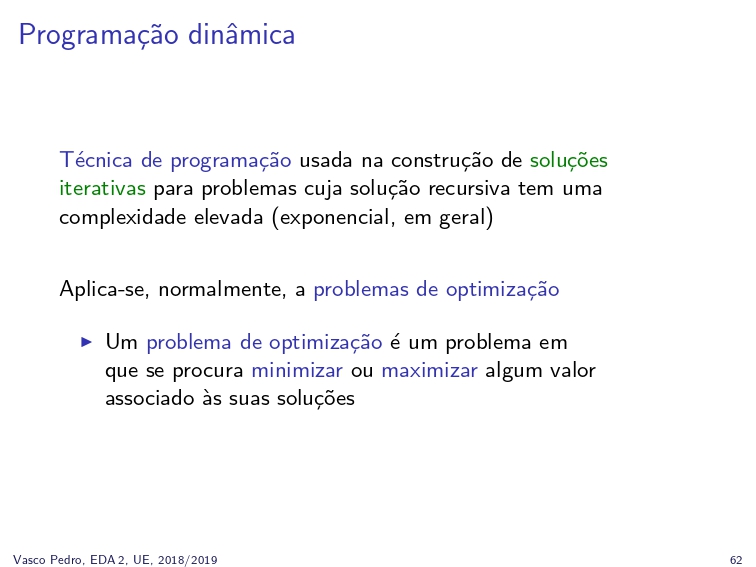 Programação dinâmica
Técnica de programação usada na construção de soluções
iterativas para problemas cuja solução recursiva tem uma
complexidade elevada (exponencial, em geral)
Aplica-se, normalmente, a problemas de optimização
▶ Um problema de optimização é um problema em
que se procura minimizar ou maximizar algum valor
associado às suas soluções
Vasco Pedro, EDA 2, UE, 2018/2019 62